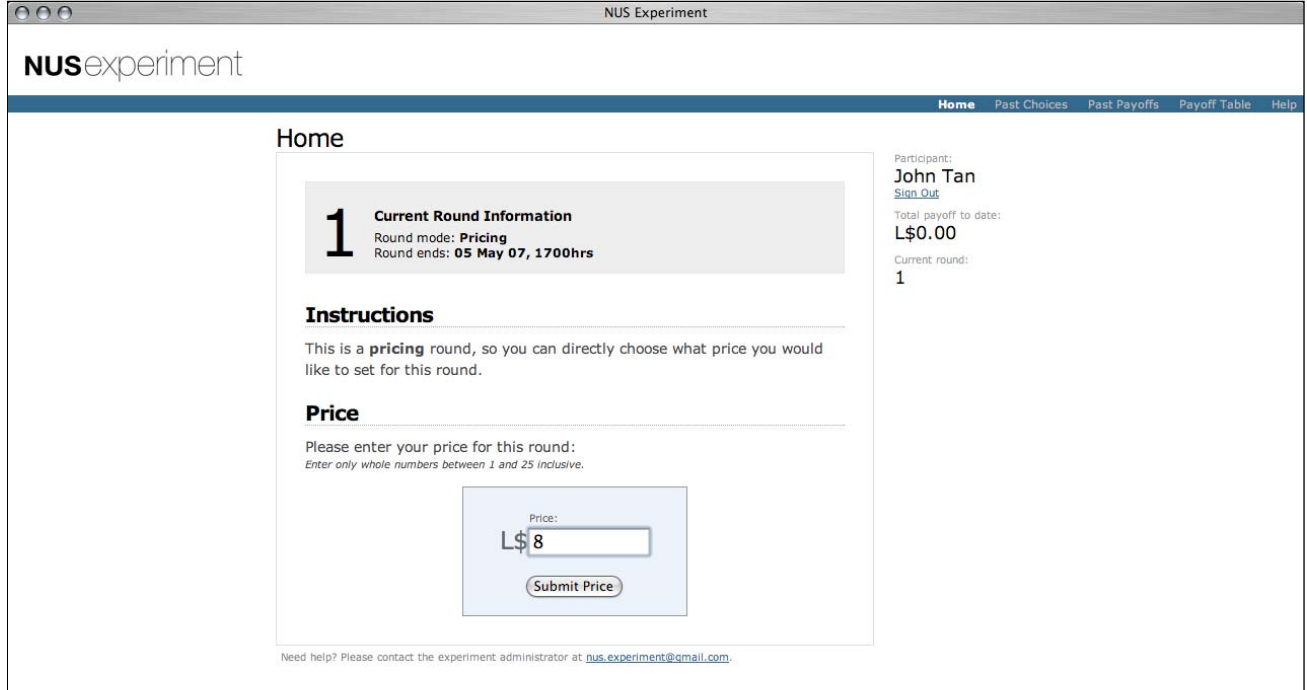 NUS Experiment
NUSexperiment
Home Past Choices Past Payoffs Payoff Table Help
Home
1
Current Round Information
Round mode: Pricing
Round ends: 05 May 07, 1700hrs
Instructions
This is a pricing round, so you can directly choose what price you would
like to set for this round.
Price
Please enter your price for this round:
Enter only whole numbers between 1 and 25 inclusive.
Price:
L$ 8
Submit Price
Need help? Please contact the experiment administrator at nus.experiment@gmail.com.
Participant:
John Tan
Sign Out
Total payoff to date:
L$0.00
Current round:
1